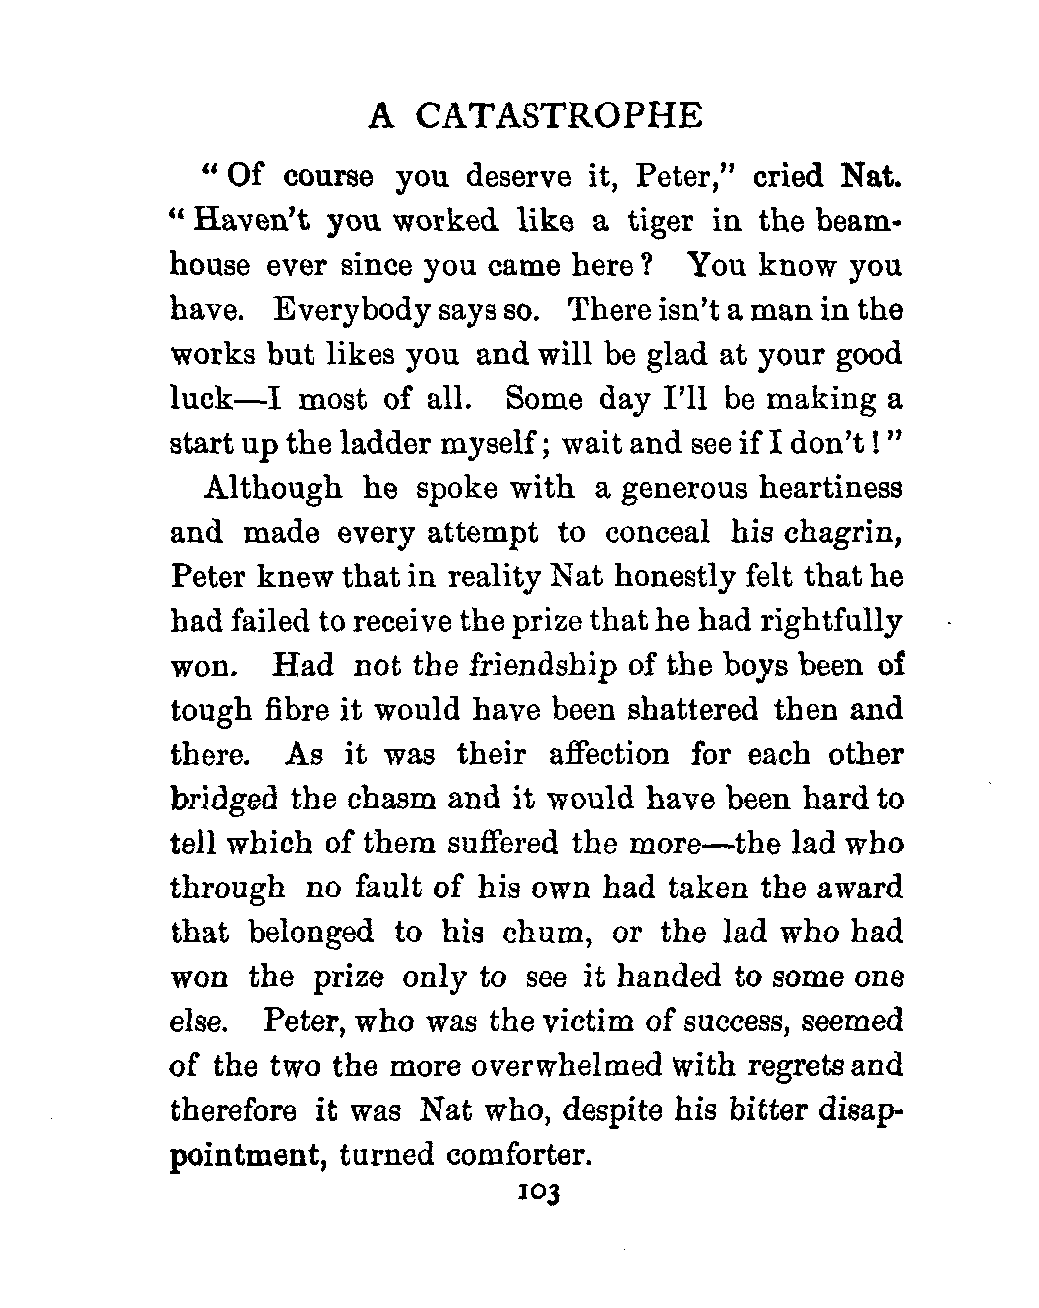 A CATASTROPHE
“Of course you deserve it, Peter,” cried Nat.
“Haven’t you worked like a tiger in the beam-
house ever since you came here? You know you
have. Everybody says so. There isn’t a man in the
works but likes you and will be glad at your good
luck—I most of all. Some day I’ll be making a
start up the ladder myself; wait and see if I don’t!”
Although he spoke with a generous heartiness
and made every attempt to conceal his chagrin,
Peter knew that in reality Nat honestly felt that he
had failed to receive the prize that he had rightfully
won. Had not the friendship of the boys been of
tough fibre it would have been shattered then and
there. As it was their affection for each other
bridged the chasm and it would have been hard to
tell which of them suffered the more—the lad who
through no fault of his own had taken the award
that belonged to his chum, or the lad who had
won the prize only to see it handed to some one
else. Peter, who was the victim of success, seemed
of the two the more overwhelmed with regrets and
therefore it was Nat who, despite his bitter disap-
pointment, turned comforter.
103